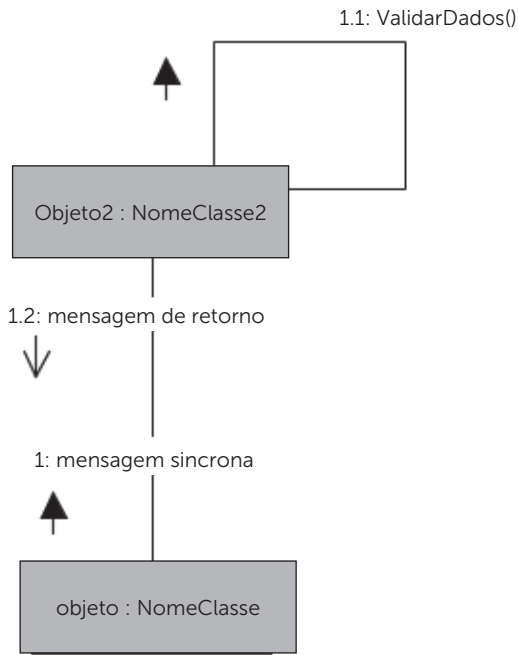 1.1: ValidarDados()
Objeto2 : NomeClasse2
1.2: mensagem de retorno
1: mensagem sincrona
objeto : NomeClasse